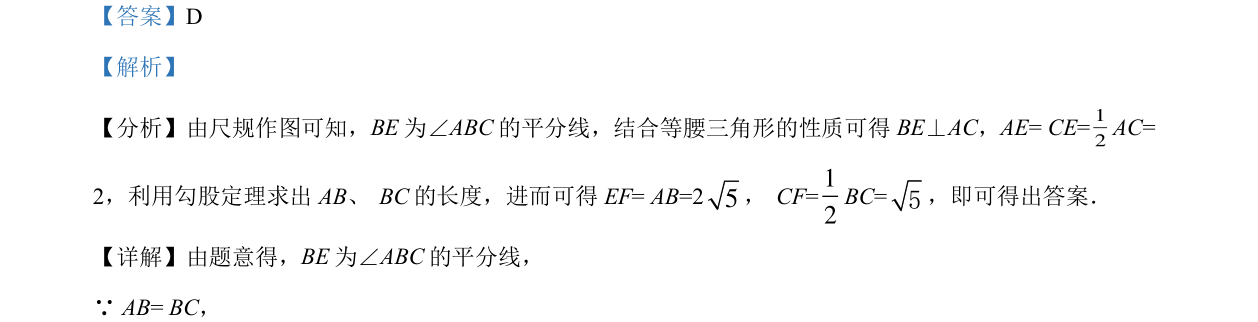 【答案】D
【解析】
【分析】由尺规作图可知，BE为∠ABC的平分线，结合等腰三角形的性质可得BE⊥AC，AE=CE=1/2AC=
2，利用勾股定理求出AB、BC的长度，进而可得EF=AB=2√5，CF=1/2BC=√5，即可得出答案．
【详解】由题意得，BE为∠ABC的平分线，
∵AB=BC，